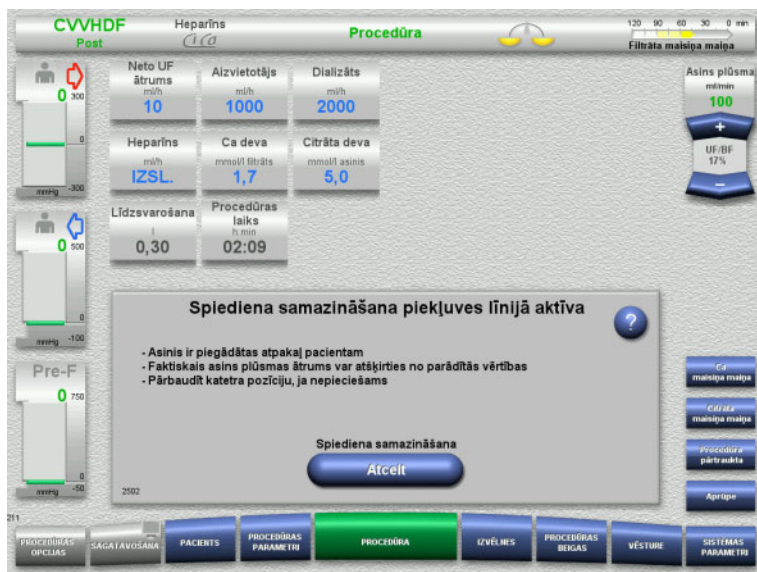 CVVHDF
Post
Heparīns
Ci Ca
Procedūra
120 90 60 30 0 min
Filtrāta maisiņa maiņa
0 300
0
mmHg -300
0 500
0
mmHg -100
Pre-F
0 750
0
mmHg -50
Neto UF ātrums
ml/h
10
Aizvietotājs
ml/h
1000
Dializāts
ml/h
2000
Heparīns
ml/h
IZSL.
Ca deva
mmol/l filtrāts
1,7
Citrāta deva
mmol/l asinis
5,0
Līdzsvarošana
l
0,30
Procedūras laiks
h:min
02:09
Asins plūsma
ml/min
100
+
UF/BF
17%
–
Spiediena samazināšana piekļuves līnijā aktīva
?
- Asinis ir piegādātas atpakaļ pacientam
- Faktiskais asins plūsmas ātrums var atšķirties no parādītās vērtības
- Pārbaudīt katetra pozīciju, ja nepieciešams
Spiediena samazināšana
Atcelt
2502
Ca
maisiņa maiņa
Citrāta
maisiņa maiņa
Procedūra
pārtraukta
Aprūpe
211
PROCEDŪRAS
OPCIJAS
SAGATAVOŠANA
PACIENTS
PROCEDŪRAS
PARAMETRI
PROCEDŪRA
IZVĒLNES
PROCEDŪRAS
BEIGAS
VĒSTURE
SISTĒMAS
PARAMETRI